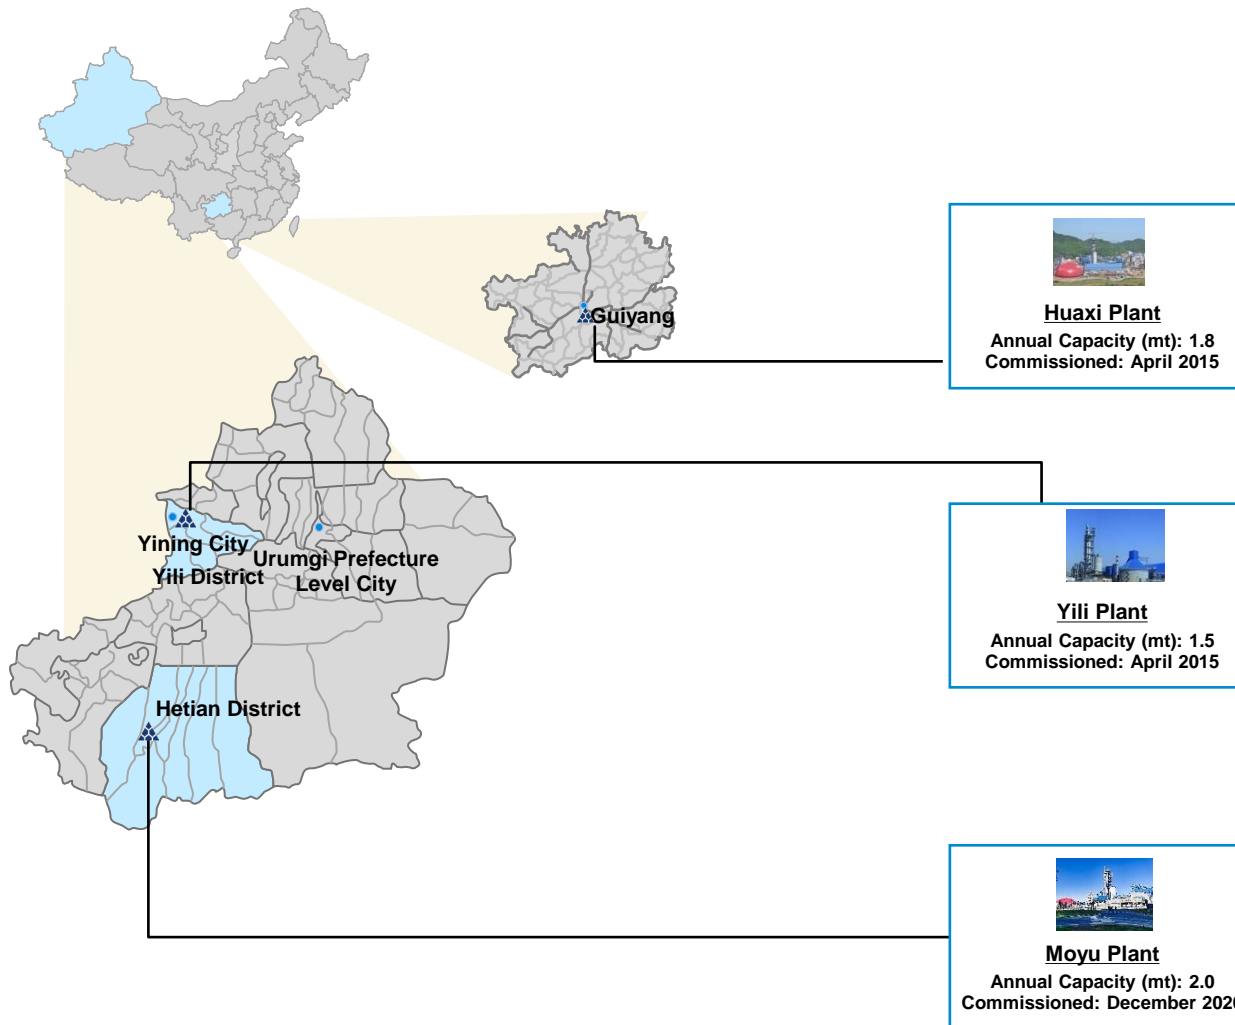 Guiyang
Huaxi Plant
Annual Capacity (mt): 1.8
Commissioned: April 2015
Yining City
Yili District
Urumgi Prefecture
Level City
Yili Plant
Annual Capacity (mt): 1.5
Commissioned: April 2015
Hetian District
Moyu Plant
Annual Capacity (mt): 2.0
Commissioned: December 2020